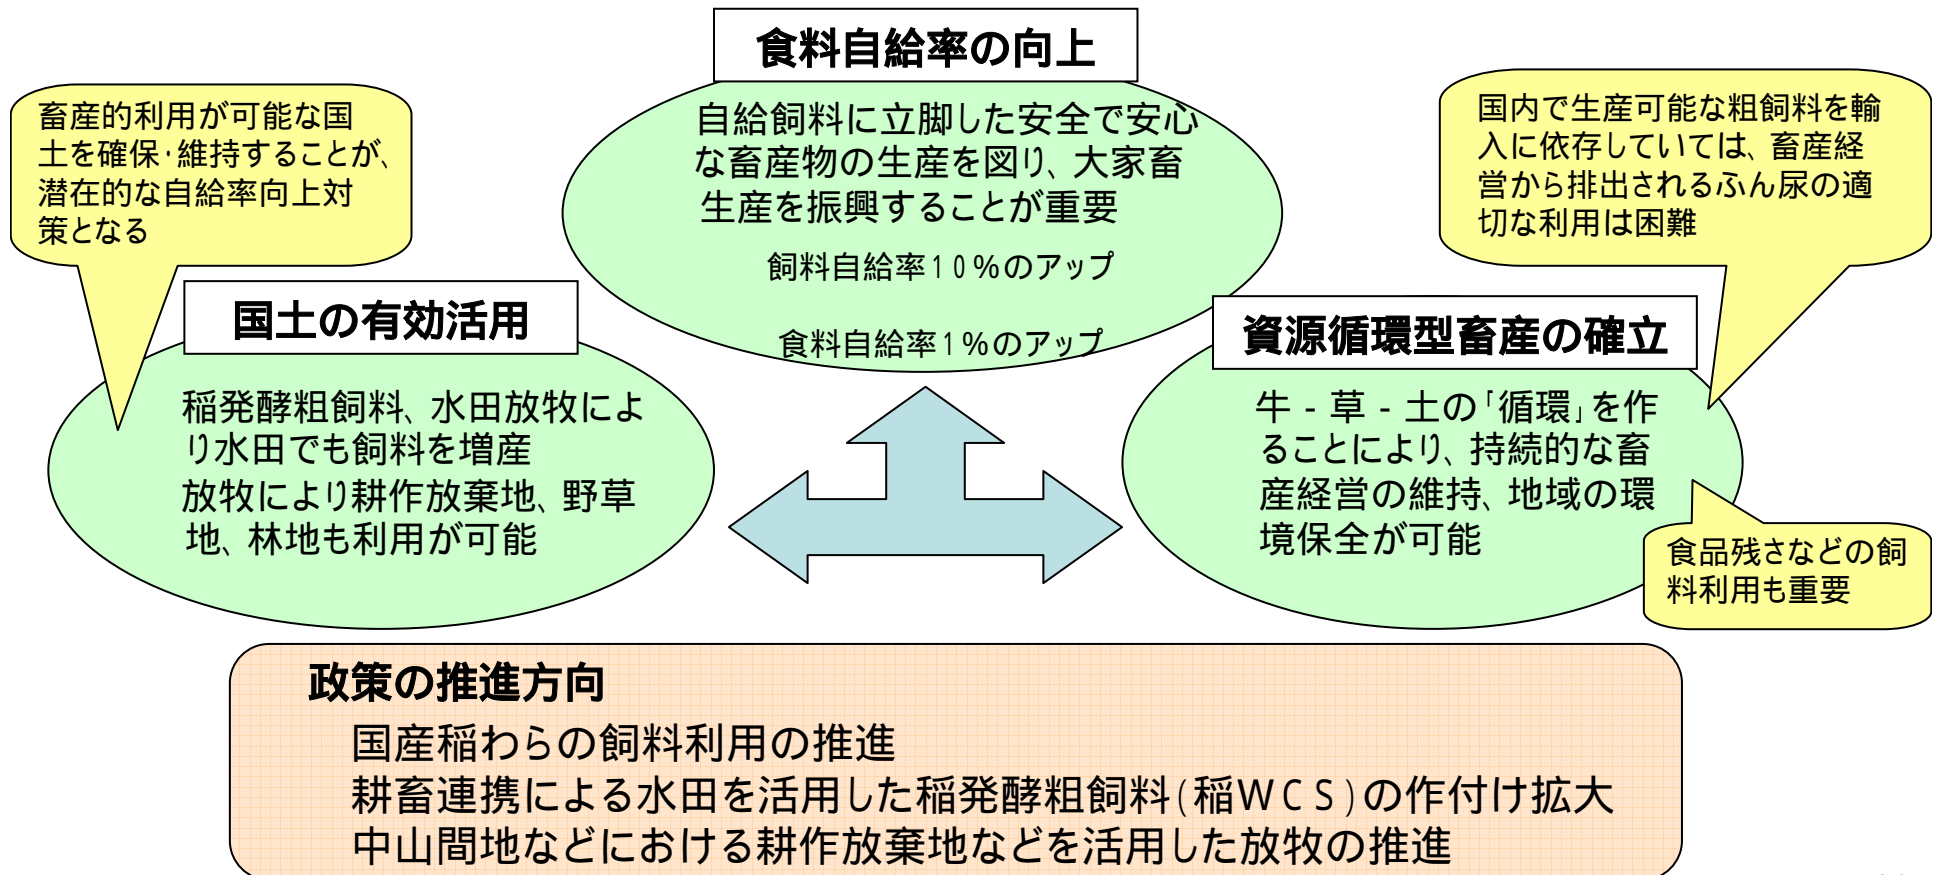 食料自給率の向上
自給飼料に立脚した安全で安心
な畜産物の生産を図り、大家畜
生産を振興することが重要
飼料自給率10%のアップ
食料自給率1%のアップ
畜産的利用が可能な国
土を確保・維持することが、
潜在的な自給率向上対
策となる
国内で生産可能な粗飼料を輸
入に依存していては、畜産経
営から排出されるふん尿の適
切な利用は困難
国土の有効活用
稲発酵粗飼料、水田放牧によ
り水田でも飼料を増産
放牧により耕作放棄地、野草
地、林地も利用が可能
資源循環型畜産の確立
牛-草-土の「循環」を作
ることにより、持続的な畜
産経営の維持、地域の環
境保全が可能
食品残さなどの飼
料利用も重要
政策の推進方向
国産稲わらの飼料利用の推進
耕畜連携による水田を活用した稲発酵粗飼料(稲WCS)の作付け拡大
中山間地などにおける耕作放棄地などを活用した放牧の推進